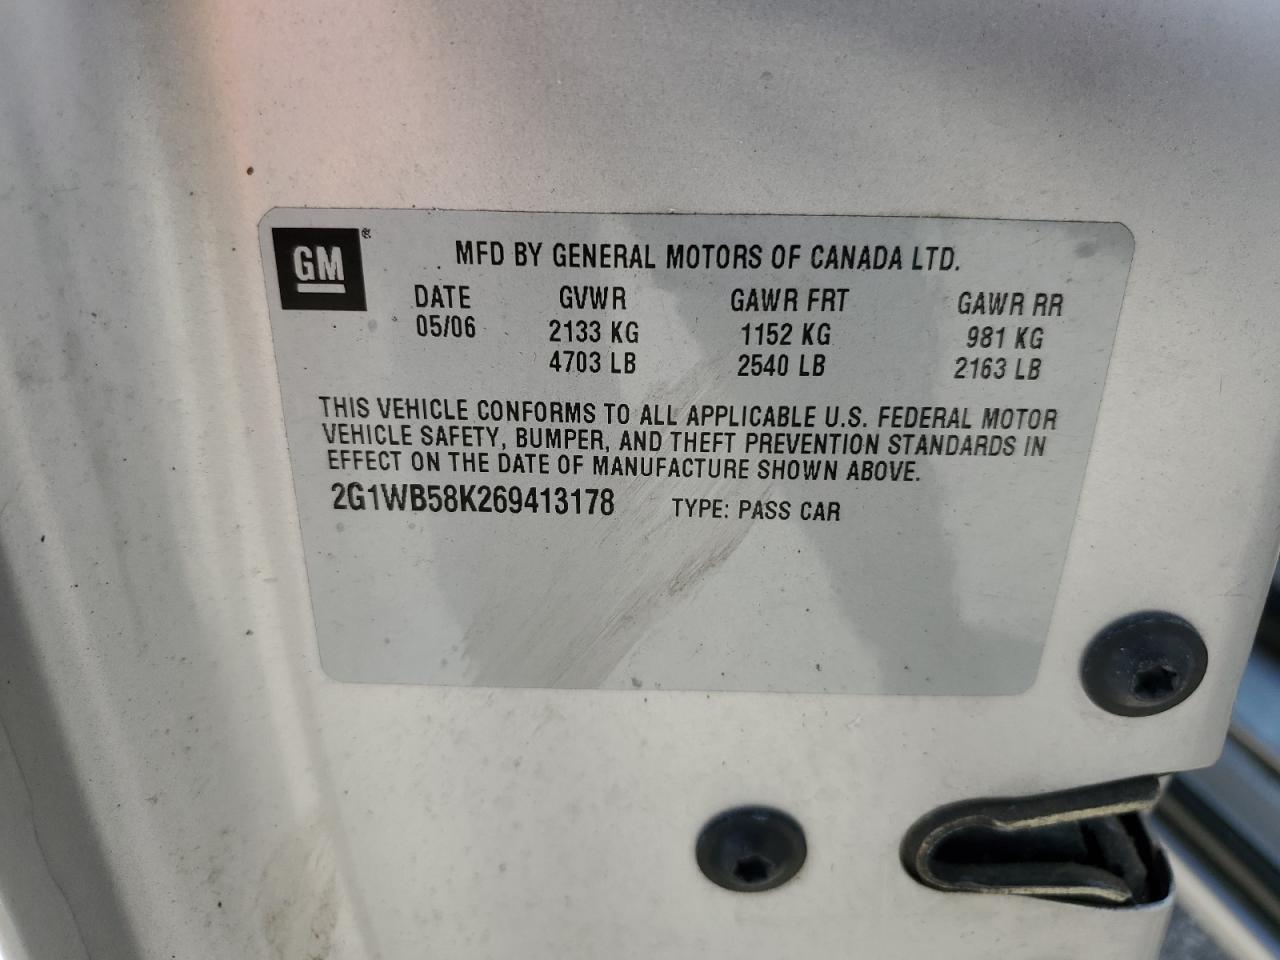 GM®
MFD BY GENERAL MOTORS OF CANADA LTD.
DATE GVWR GAWR FRT GAWR RR
05/06 2133 KG 1152 KG 981 KG
4703 LB 2540 LB 2163 LB
THIS VEHICLE CONFORMS TO ALL APPLICABLE U.S. FEDERAL MOTOR
VEHICLE SAFETY, BUMPER, AND THEFT PREVENTION STANDARDS IN
EFFECT ON THE DATE OF MANUFACTURE SHOWN ABOVE.
2G1WB58K269413178 TYPE: PASS CAR